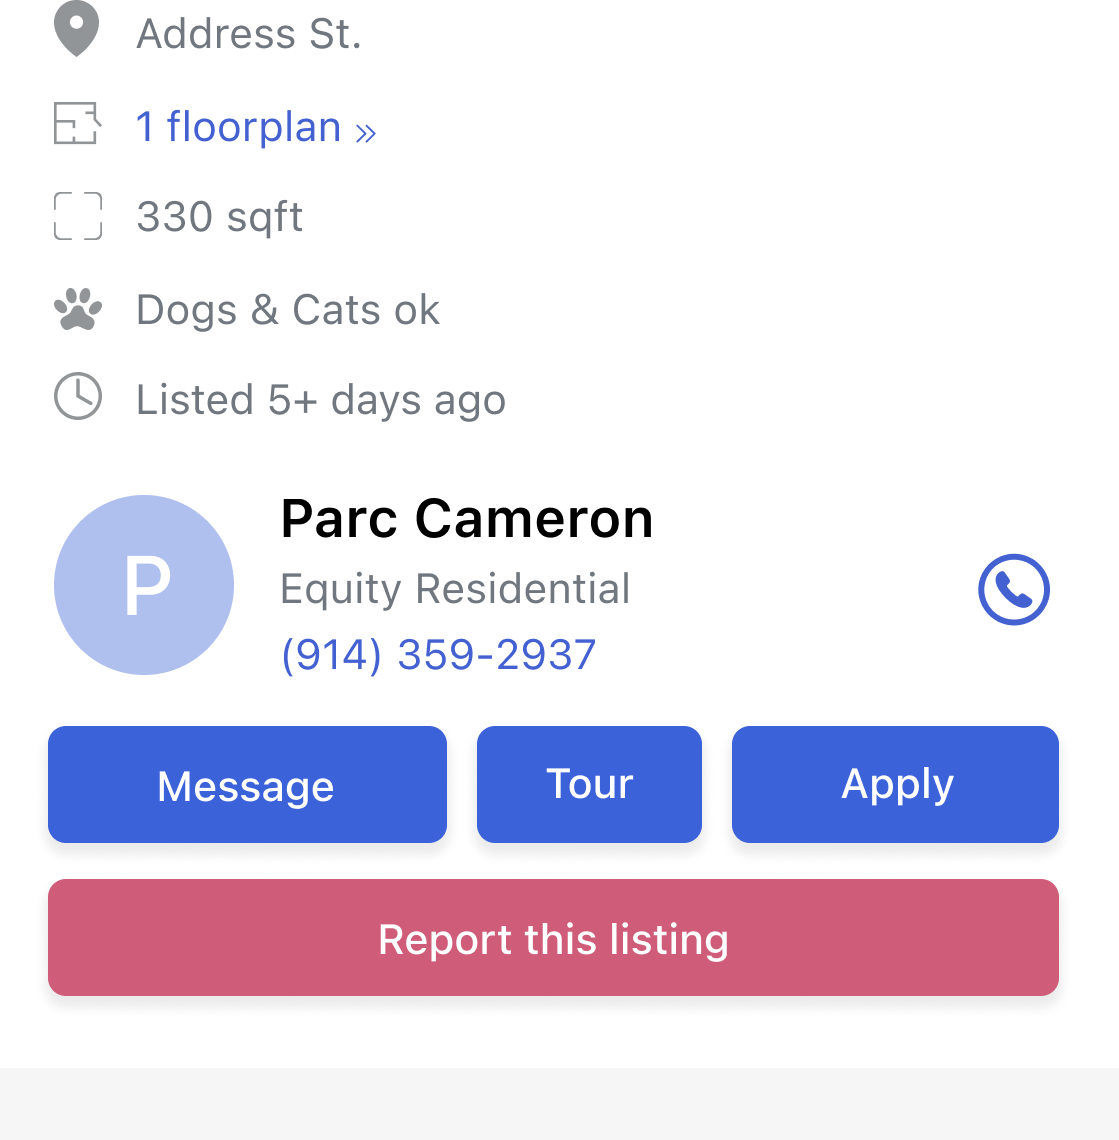 Address St.
1 floorplan »
330 sqft
Dogs & Cats ok
Listed 5+ days ago
P
Parc Cameron
Equity Residential
(914) 359-2937
Message
Tour
Apply
Report this listing